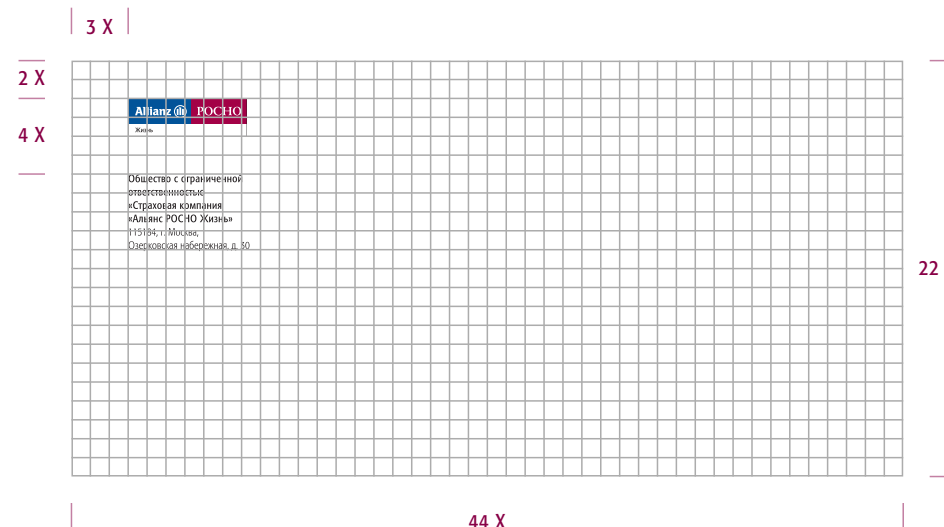 3 X
2 X
4 X
Allianz РОСНО
Жизнь
Общество с ограниченной
ответственностью
«Страховая компания
«Альянс РОСНО Жизнь»
115184, г. Москва,
Озерковская набережная, д. 30
22
44 X